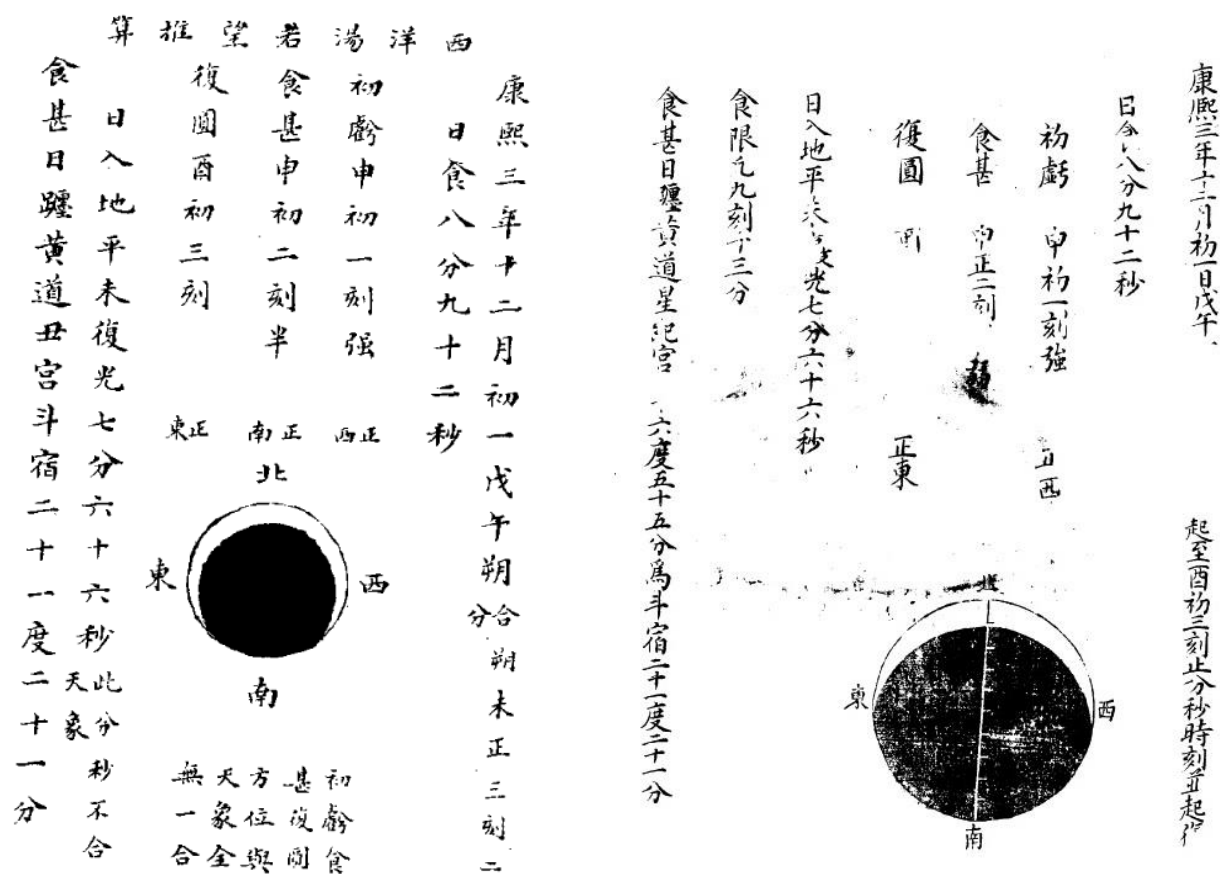 康熙三年十二月初一日戊午
起至酉初三刻止分秒時刻並起復
日食八分九十二秒
初虧 申初一刻強 正西
食甚 申正二刻
復圓 酉 正東
日入地平未復光七分六十六秒
食限七九刻十三分
食甚日躔黃道星紀宮 六度五十五分為斗宿二十一度二十一分
北
東
西
南
西洋湯若望推算
康熙三年十二月初一戊午朔合朔未正三刻二分
日食八分九十二秒
初虧申初一刻强 正西
食甚申初二刻半 正南
復圓酉初三刻 正東
日入地平未復光七分六十六秒此分秒不合天象
食甚日躔黃道丑宮斗宿二十一度二十一分
北
東
西
南
初虧食
甚復圓
方位與
天象全
無一合